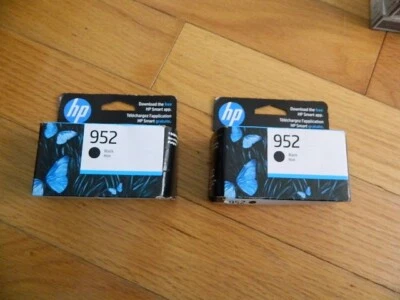 hp
Download the free
HP Smart app.
Téléchargez l'application
HP Smart gratuite.
952
Black
Noir
hp
Download the free
HP Smart app.
Téléchargez l'application
HP Smart gratuite.
952
Black
Noir